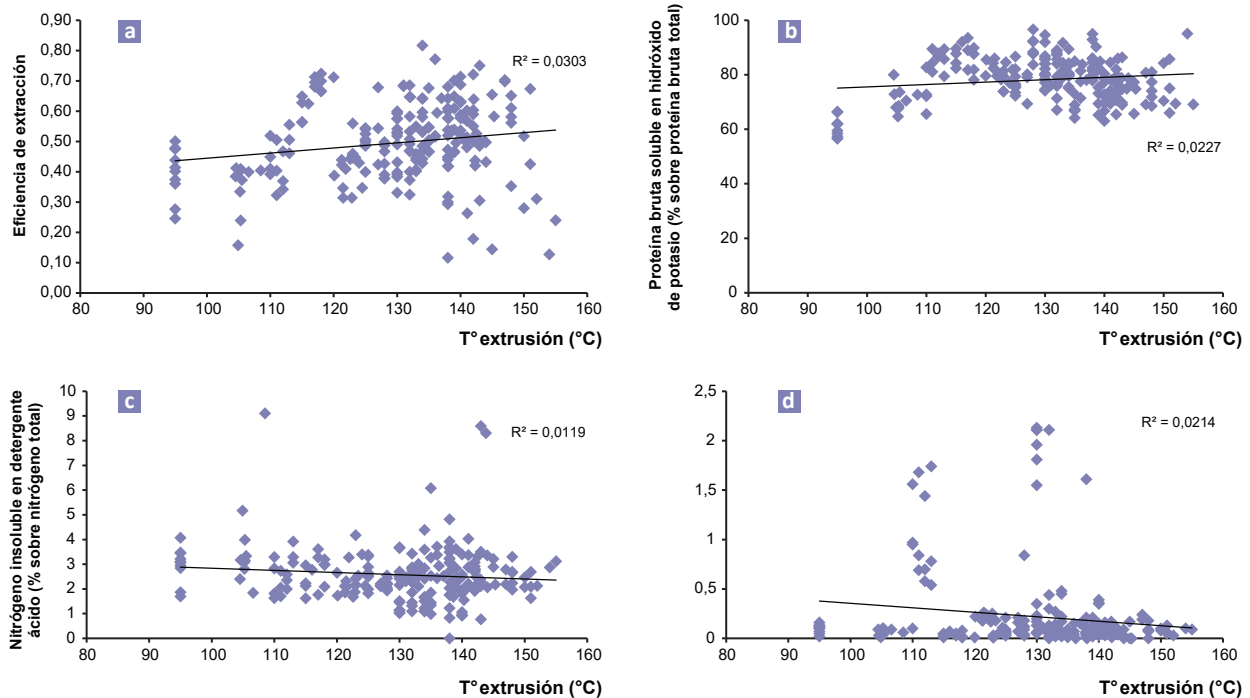 a
Eficiencia de extracción
0,90
0,80
0,70
0,60
0,50
0,40
0,30
0,20
0,10
0,00
R² = 0,0303
80 90 100 110 120 130 140 150 160
T° extrusión (°C)
b
Proteína bruta soluble en hidróxido
de potasio (% sobre proteína bruta total)
100
80
60
40
20
0
R² = 0,0227
80 90 100 110 120 130 140 150 160
T° extrusión (°C)
c
Nitrógeno insoluble en detergente
ácido (% sobre nitrógeno total)
10
9
8
7
6
5
4
3
2
1
0
R² = 0,0119
80 90 100 110 120 130 140 150 160
T° extrusión (°C)
d
2,5
2
1,5
1
0,5
0
R² = 0,0214
80 90 100 110 120 130 140 150 160
T° extrusión (°C)